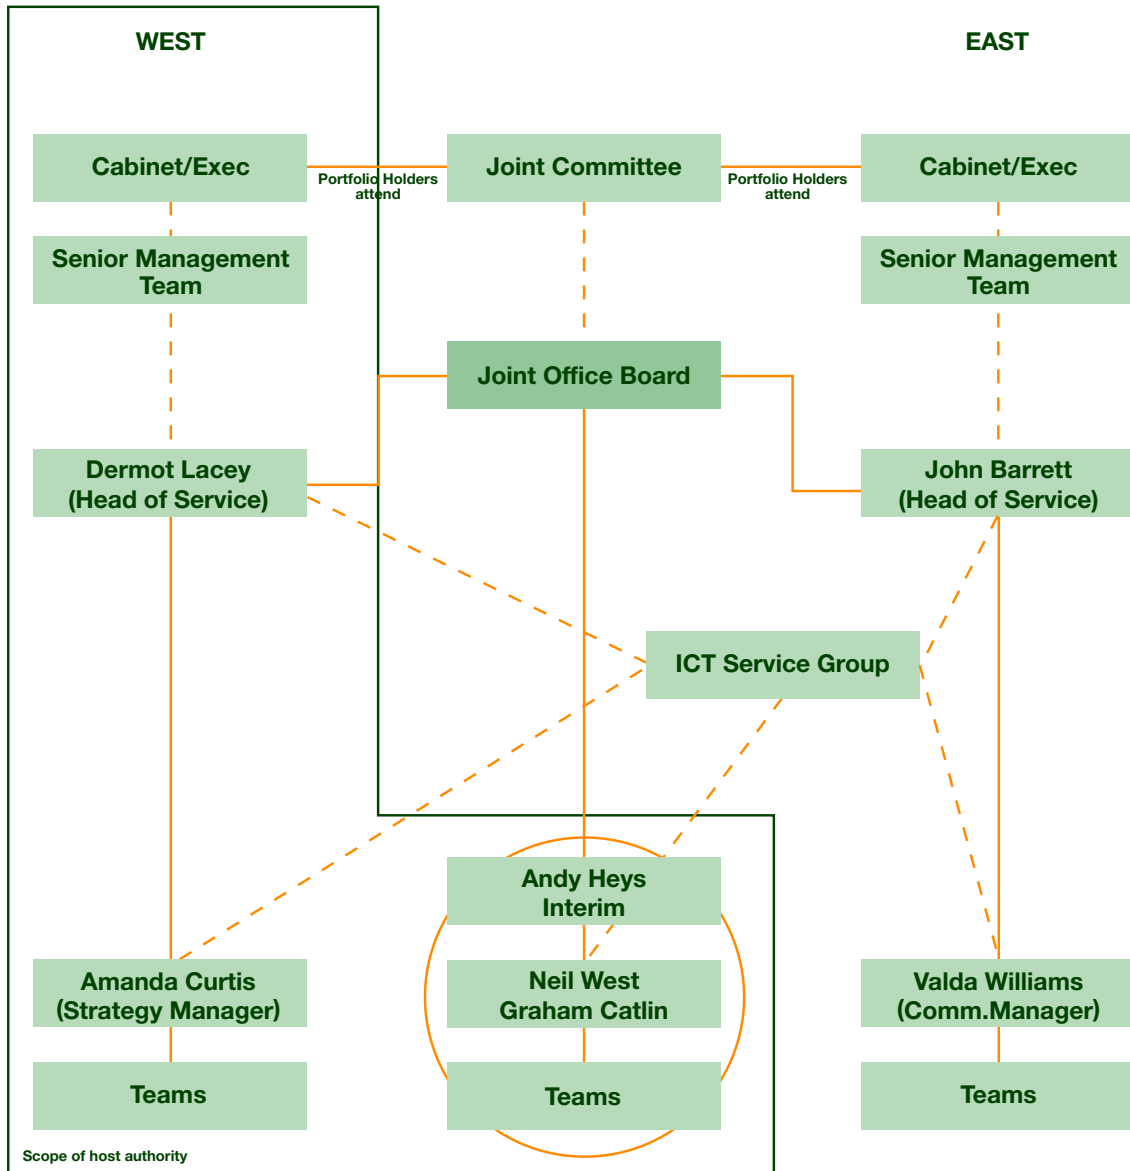 WEST
EAST
Cabinet/Exec
Joint Committee
Cabinet/Exec
Portfolio Holders
attend
Portfolio Holders
attend
Senior Management
Team
Senior Management
Team
Joint Office Board
Dermot Lacey
(Head of Service)
John Barrett
(Head of Service)
ICT Service Group
Andy Heys
Interim
Amanda Curtis
(Strategy Manager)
Neil West
Graham Catlin
Valda Williams
(Comm.Manager)
Teams
Teams
Teams
Scope of host authority